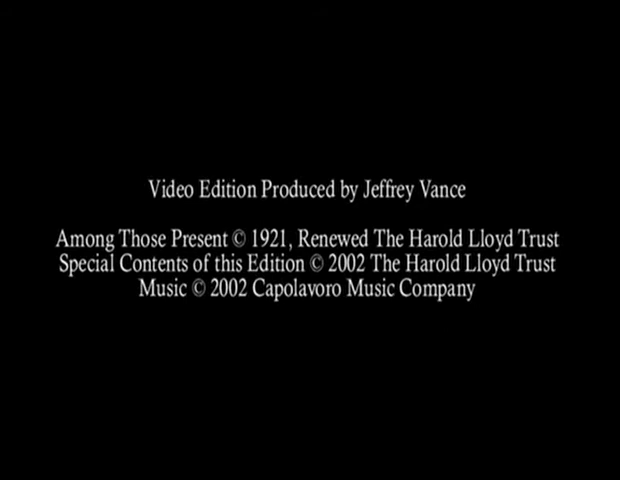 Video Edition Produced by Jeffrey Vance
Among Those Present © 1921, Renewed The Harold Lloyd Trust
Special Contents of this Edition © 2002 The Harold Lloyd Trust
Music © 2002 Capolavoro Music Company